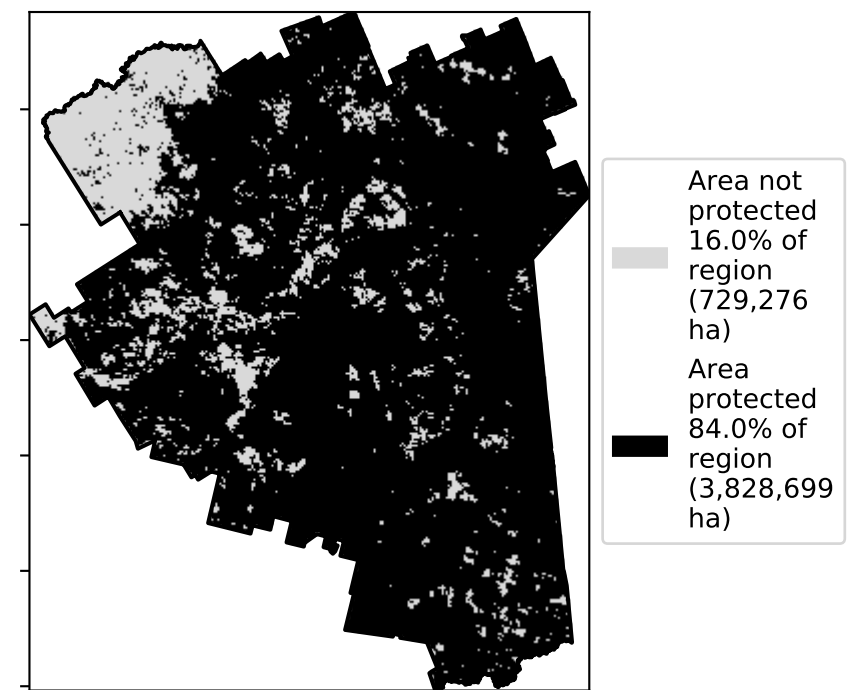 Area not
protected
16.0% of
region
(729,276
ha)
Area
protected
84.0% of
region
(3,828,699
ha)